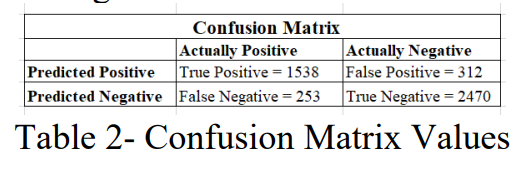 Confusion Matrix
Actually Positive Actually Negative
Predicted Positive True Positive = 1538 False Positive = 312
Predicted Negative False Negative = 253 True Negative = 2470
Table 2- Confusion Matrix Values